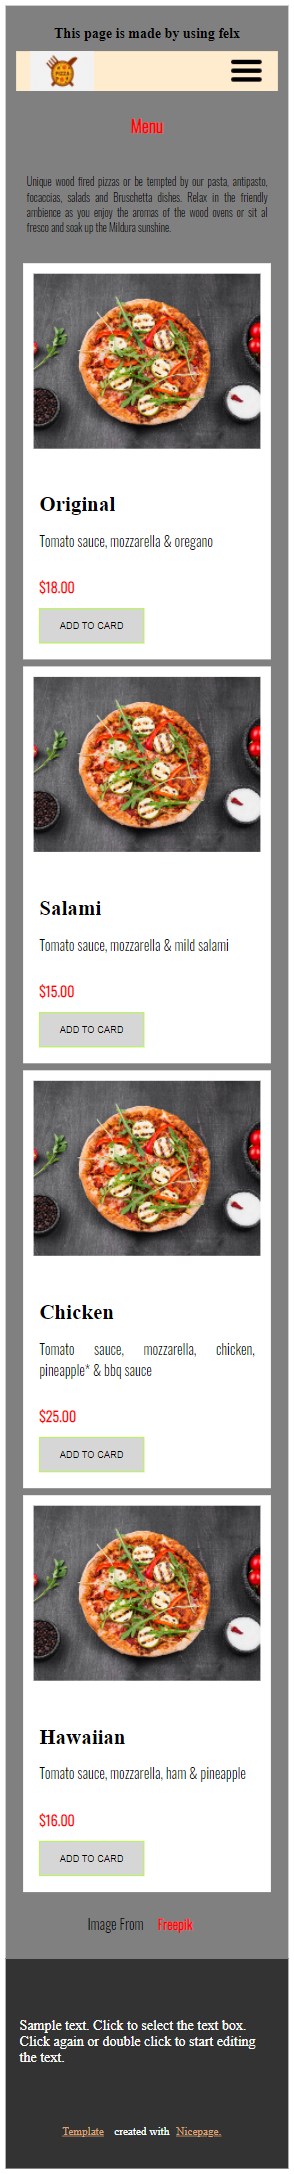 This page is made by using felx
PIZZA
Menu
Unique wood fired pizzas or be tempted by our pasta, antipasto,
focaccias, salads and Bruschetta dishes. Relax in the friendly
ambience as you enjoy the aromas of the wood ovens or sit al
fresco and soak up the Mildura sunshine.
Original
Tomato sauce, mozzarella & oregano
$18.00
ADD TO CARD
Salami
Tomato sauce, mozzarella & mild salami
$15.00
ADD TO CARD
Chicken
Tomato sauce, mozzarella, chicken,
pineapple* & bbq sauce
$25.00
ADD TO CARD
Hawaiian
Tomato sauce, mozzarella, ham & pineapple
$16.00
ADD TO CARD
Image From Freepik
Sample text. Click to select the text box.
Click again or double click to start editing
the text.
Template created with Nicepage.